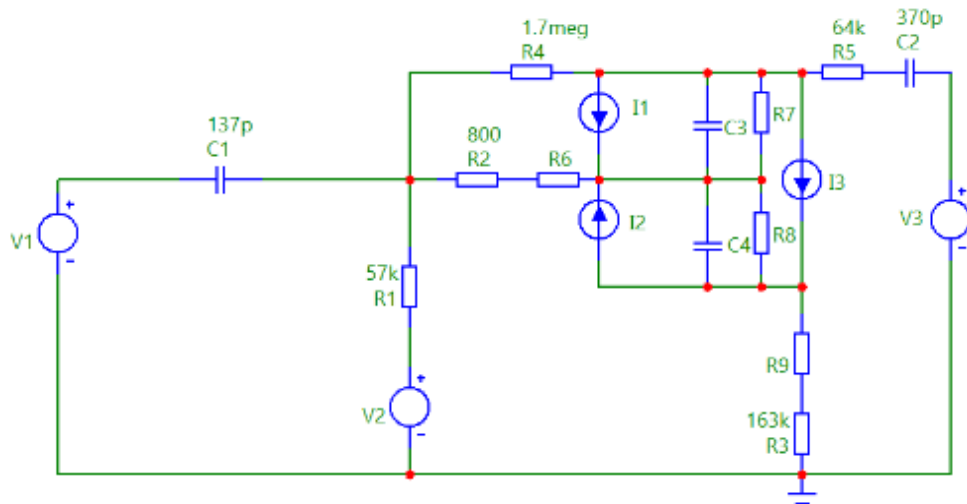 1.7meg
R4
64k
R5
370p
C2
I1
C3
R7
137p
C1
800
R2
R6
I3
+
V1
-
I2
C4
R8
+
V3
-
57k
R1
+
V2
-
R9
163k
R3